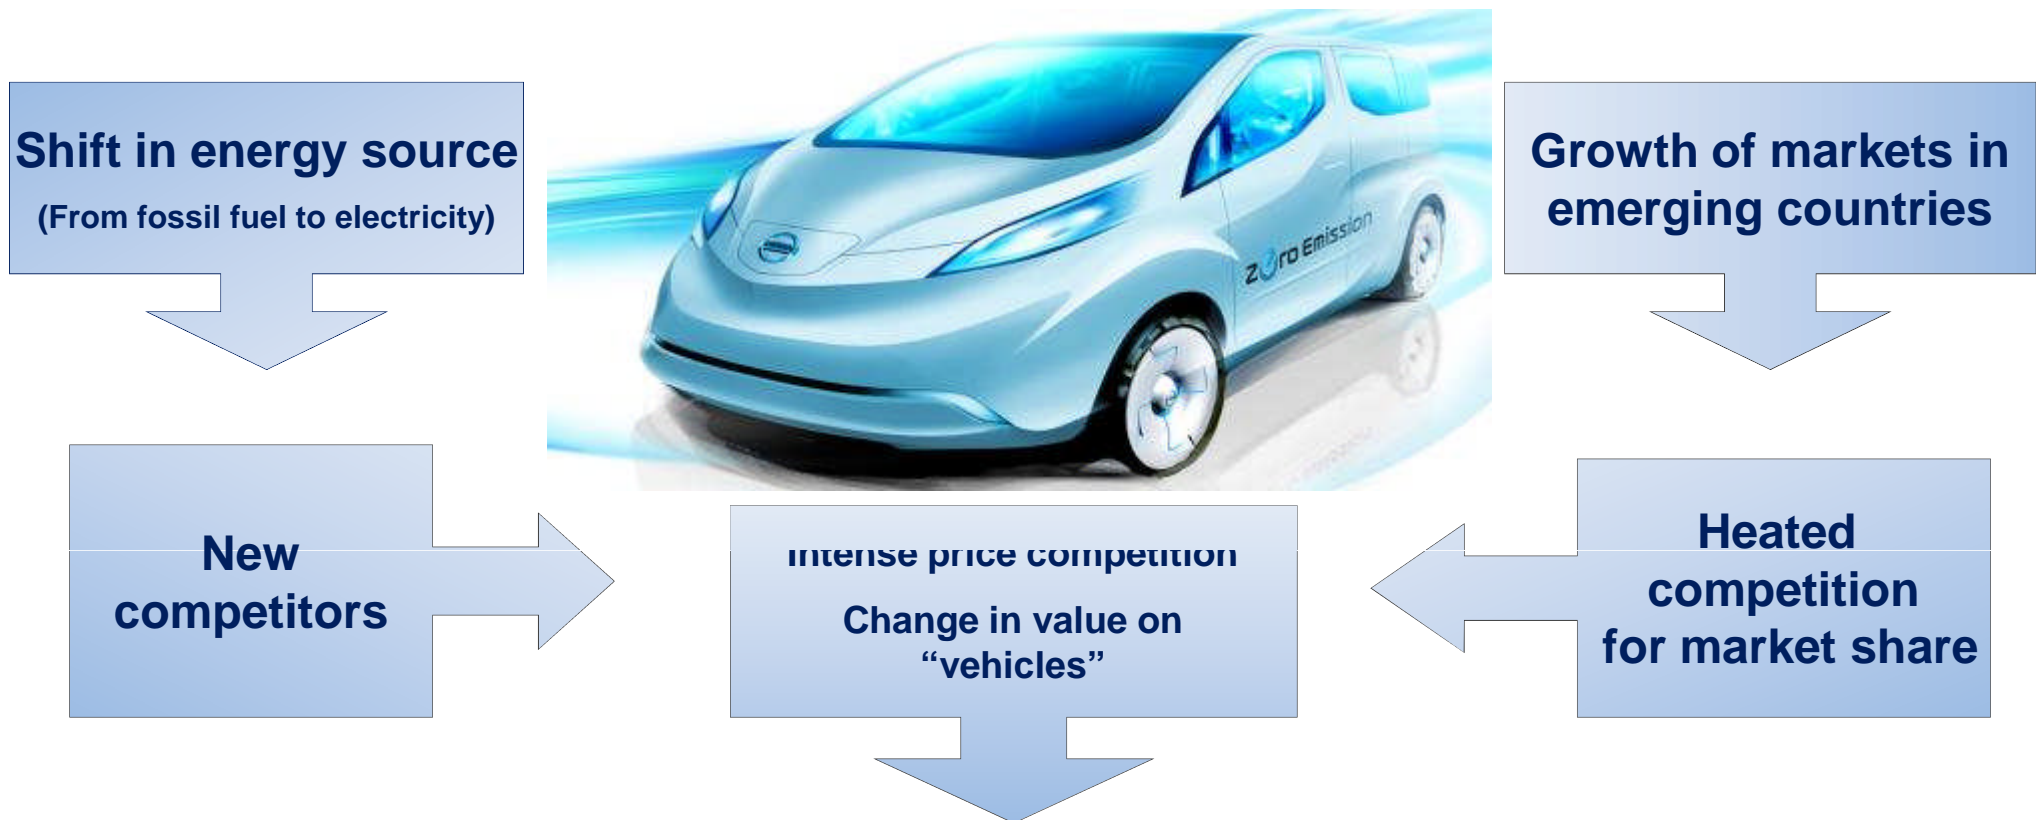 Shift in energy source
(From fossil fuel to electricity)
Zero Emission
Growth of markets in
emerging countries
New
competitors
Intense price competition
Change in value on
“vehicles”
Heated
competition
for market share